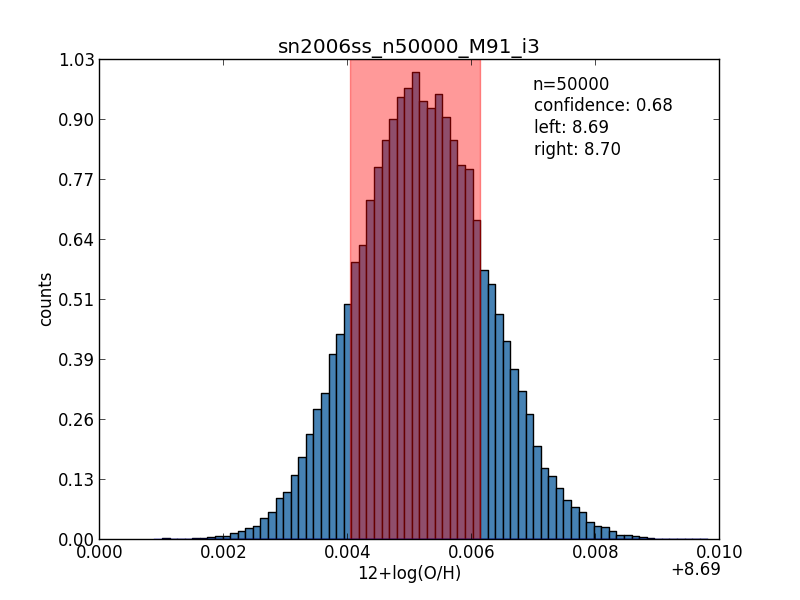 sn2006ss_n50000_M91_i3
1.03
0.90
0.77
0.64
0.51
0.39
0.26
0.13
0.00
counts
n=50000
confidence: 0.68
left: 8.69
right: 8.70
0.000 0.002 0.004 0.006 0.008 0.010
12+log(O/H)
+8.69